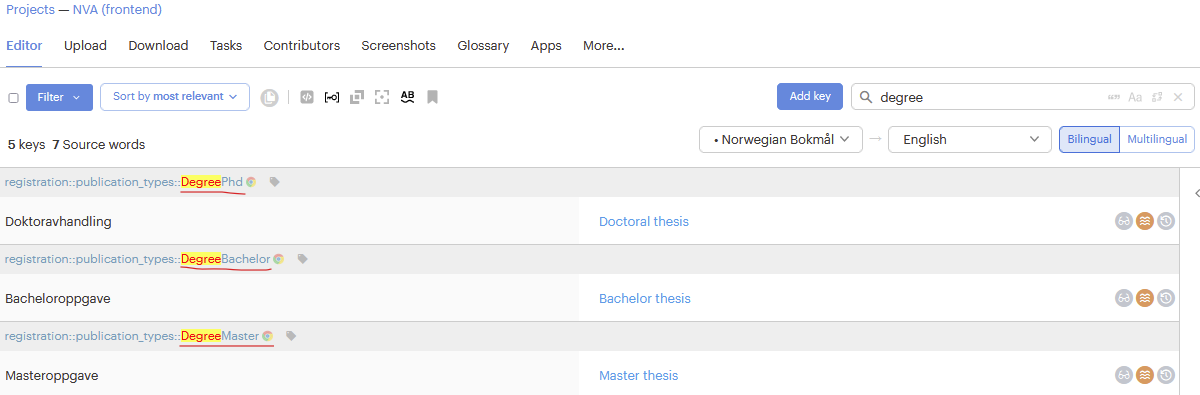 Projects — NVA (frontend)
Editor Upload Download Tasks Contributors Screenshots Glossary Apps More...
Filter Sort by most relevant AB Add key degree “” Aa
5 keys 7 Source words • Norwegian Bokmål → English Bilingual Multilingual
registration::publication_types::DegreePhd
Doktoravhandling Doctoral thesis
registration::publication_types::DegreeBachelor
Bacheloroppgave Bachelor thesis
registration::publication_types::DegreeMaster
Masteroppgave Master thesis